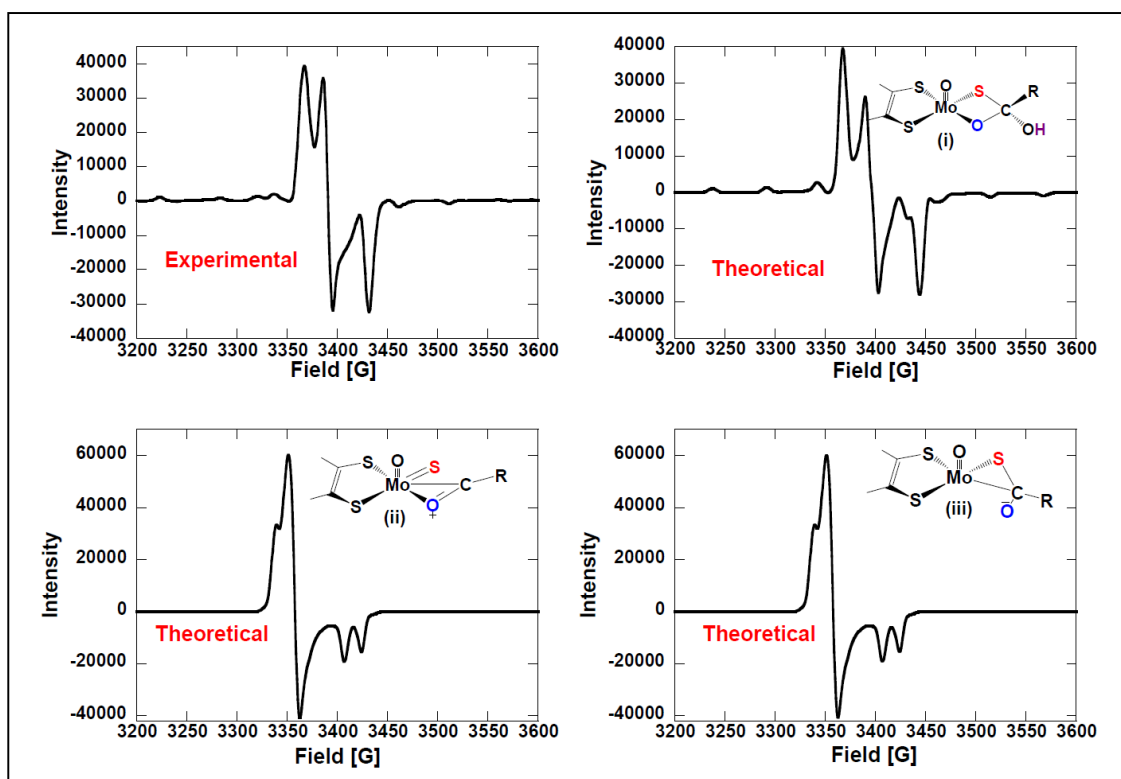 40000
30000
20000
10000
0
-10000
-20000
-30000
-40000
Intensity
Experimental
3200 3250 3300 3350 3400 3450 3500 3550 3600
Field [G]
40000
30000
20000
10000
0
-10000
-20000
-30000
-40000
Intensity
Theoretical
O
S
S
R
Mo
C
S
O
OH
(i)
3200 3250 3300 3350 3400 3450 3500 3550 3600
Field [G]
60000
40000
20000
0
-20000
-40000
Intensity
Theoretical
O
S
S
R
Mo
C
S
O
+
(ii)
3200 3250 3300 3350 3400 3450 3500 3550 3600
Field [G]
60000
40000
20000
0
-20000
-40000
Intensity
Theoretical
O
S
S
Mo
C
R
S
O
−
(iii)
3200 3250 3300 3350 3400 3450 3500 3550 3600
Field [G]